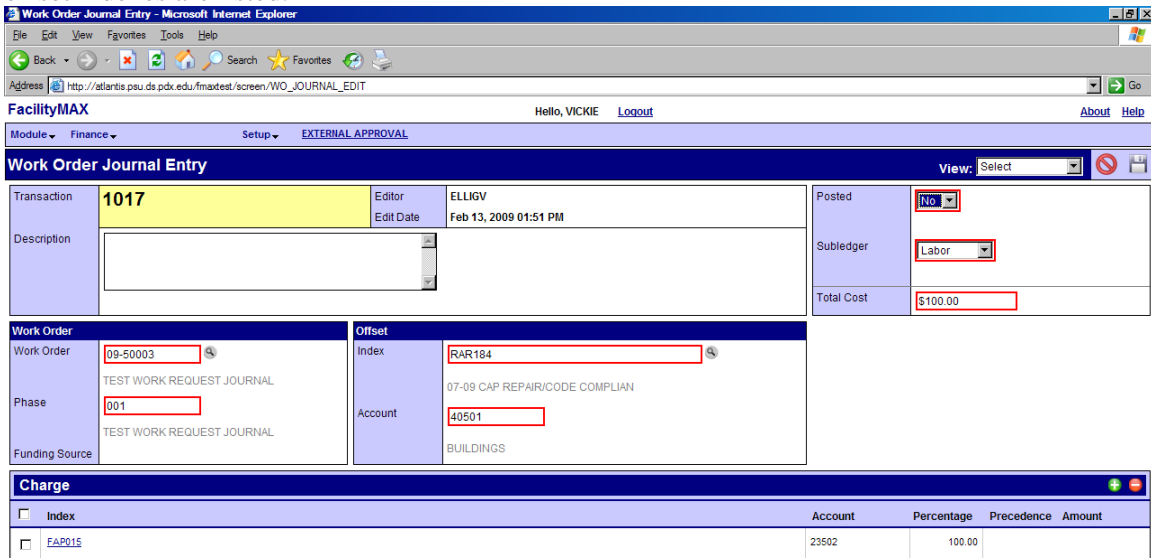 Work Order Journal Entry - Microsoft Internet Explorer
File Edit View Favorites Tools Help
Back Search Favorites
Address http://atlantis.psu.ds.pdx.edu/fmaxtest/screen/WO_JOURNAL_EDIT Go
FacilityMAX Hello, VICKIE Logout About Help
Module Finance Setup EXTERNAL APPROVAL
Work Order Journal Entry View: Select
Transaction 1017 Editor ELLIGV Posted No
Edit Date Feb 13, 2009 01:51 PM
Description Subledger Labor
Total Cost $100.00
Work Order Offset
Work Order 09-50003 Index RAR184
TEST WORK REQUEST JOURNAL 07-09 CAP REPAIR/CODE COMPLIAN
Phase 001 Account 40501
TEST WORK REQUEST JOURNAL BUILDINGS
Funding Source
Charge
Index Account Percentage Precedence Amount
FAP015 23502 100.00